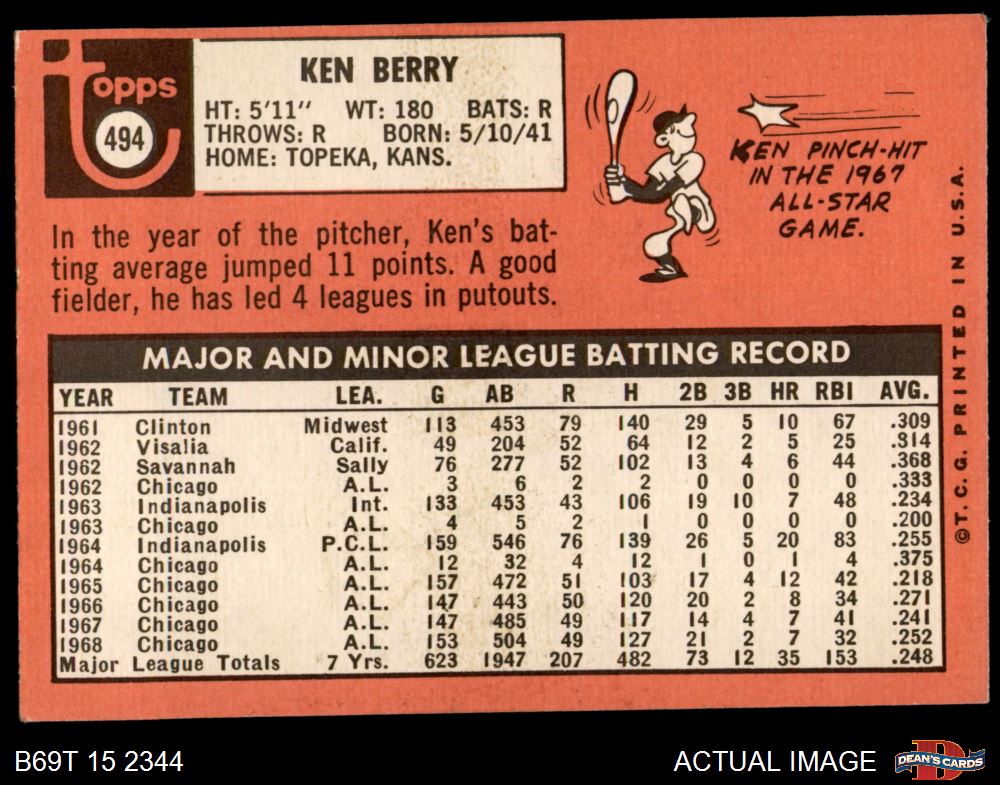 topps
494
KEN BERRY
HT: 5'11" WT: 180 BATS: R
THROWS: R BORN: 5/10/41
HOME: TOPEKA, KANS.
KEN PINCH-HIT
IN THE 1967
ALL-STAR
GAME.
In the year of the pitcher, Ken's bat-
ting average jumped 11 points. A good
fielder, he has led 4 leagues in putouts.
MAJOR AND MINOR LEAGUE BATTING RECORD
YEAR TEAM LEA. G AB R H 2B 3B HR RBI AVG.
1961 Clinton Midwest 113 453 79 140 29 5 10 67 .309
1962 Visalia Calif. 49 204 52 64 12 2 5 25 .314
1962 Savannah Sally 76 277 52 102 13 4 6 44 .368
1962 Chicago A.L. 3 6 2 2 0 0 0 0 .333
1963 Indianapolis Int. 133 453 43 106 19 10 7 48 .234
1963 Chicago A.L. 4 5 2 1 0 0 0 0 .200
1964 Indianapolis P.C.L. 159 546 76 139 26 5 20 83 .255
1964 Chicago A.L. 12 32 4 12 1 0 1 4 .375
1965 Chicago A.L. 157 472 51 103 17 4 12 42 .218
1966 Chicago A.L. 147 443 50 120 20 2 8 34 .271
1967 Chicago A.L. 147 485 49 117 14 4 7 41 .241
1968 Chicago A.L. 153 504 49 127 21 2 7 32 .252
Major League Totals 7 Yrs. 623 1947 207 482 73 12 35 153 .248
©T.C.G. PRINTED IN U.S.A.
B69T 15 2344
ACTUAL IMAGE
D
DEAN'S CARDS